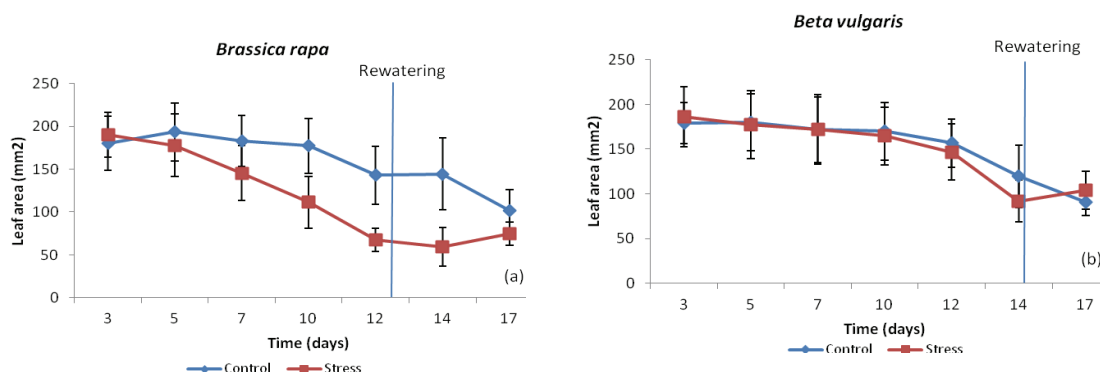 Brassica rapa
Rewatering
250
200
150
100
50
0
Leaf area (mm2)
3 5 7 10 12 14 17
(a)
Time (days)
Control Stress
Beta vulgaris
Rewatering
250
200
150
100
50
0
Leaf area (mm2)
3 5 7 10 12 14 17
(b)
Time (days)
Control Stress